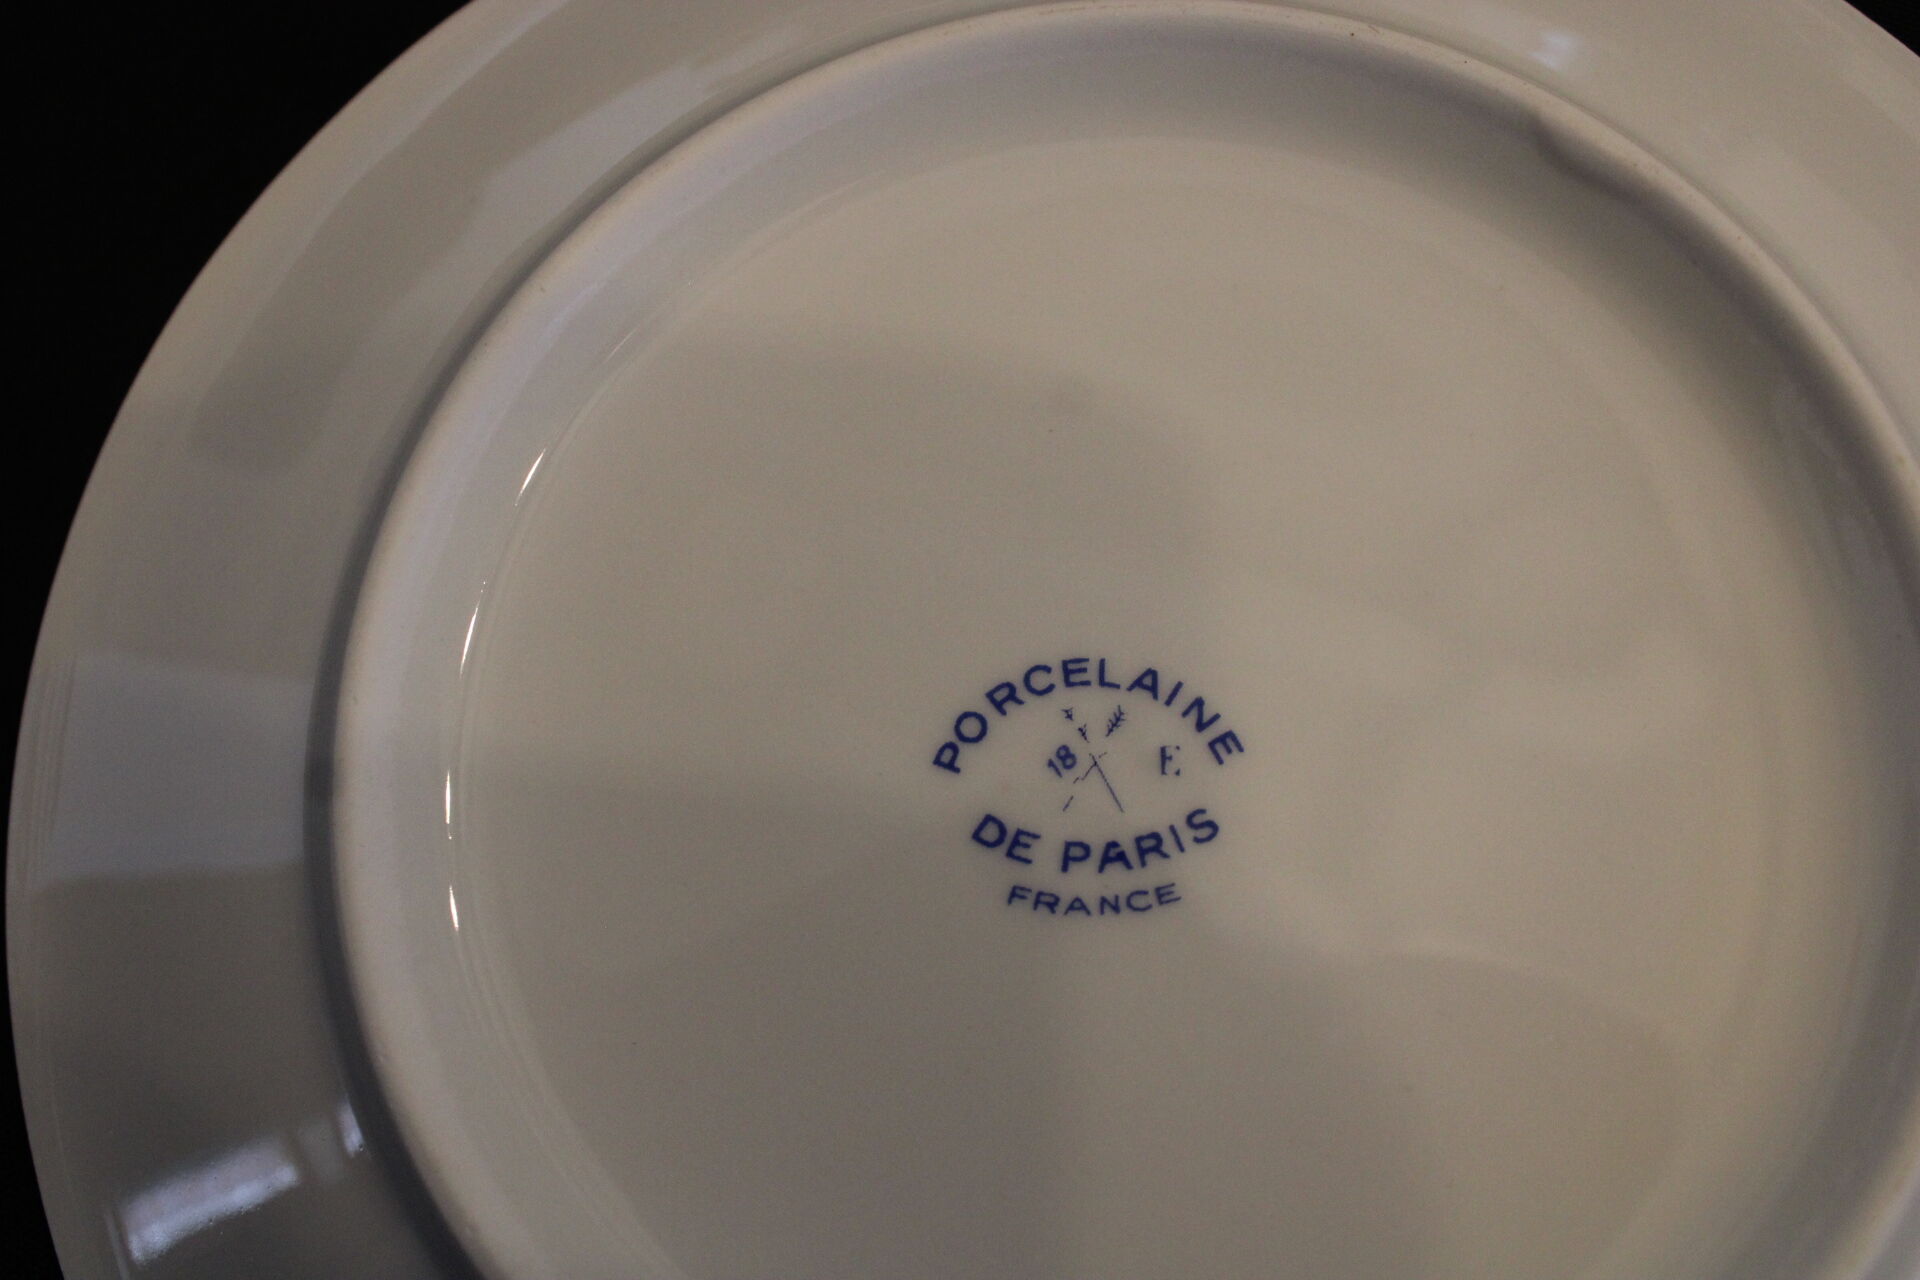 PORCELAINE
18 E
DE PARIS
FRANCE